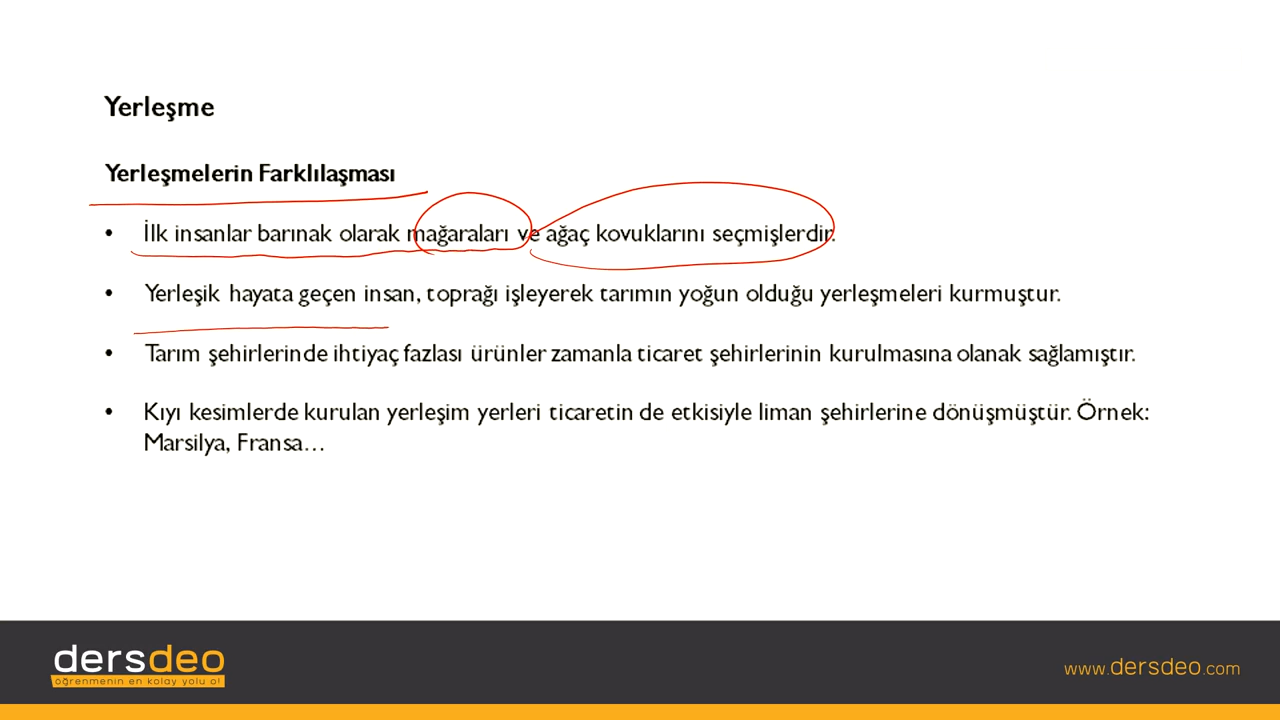 Yerleşme
Yerleşmelerin Farklılaşması
• İlk insanlar barınak olarak mağaraları ve ağaç kovuklarını seçmişlerdir.
• Yerleşik hayata geçen insan, toprağı işleyerek tarımın yoğun olduğu yerleşmeleri kurmuştur.
• Tarım şehirlerinde ihtiyaç fazlası ürünler zamanla ticaret şehirlerinin kurulmasına olanak sağlamıştır.
• Kıyı kesimlerde kurulan yerleşim yerleri ticaretin de etkisiyle liman şehirlerine dönüşmüştür. Örnek:
Marsilya, Fransa…
dersdeo
öğrenmenin en kolay yolu o!
www.dersdeo.com